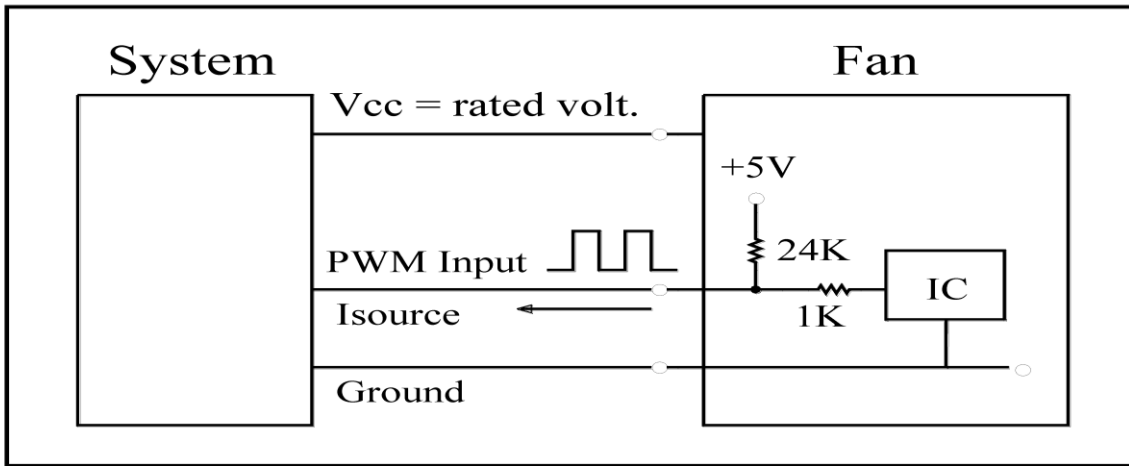 System
Fan
Vcc = rated volt.
+5V
24K
PWM Input
IC
1K
Isource
Ground